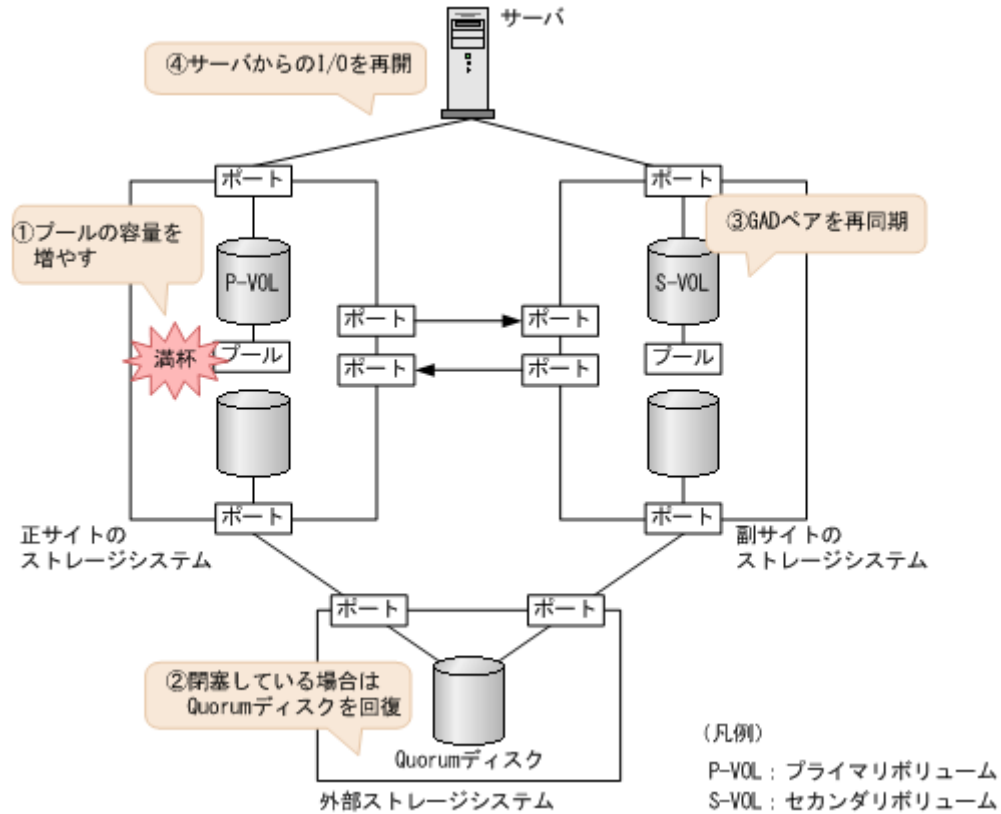 サーバ
④サーバからのI/Oを再開
ポート
ポート
①プールの容量を
増やす
③GADペアを再同期
P-VOL
S-VOL
ポート
ポート
満杯
プール
ポート
ポート
プール
ポート
ポート
正サイトの
ストレージシステム
副サイトの
ストレージシステム
ポート
ポート
②閉塞している場合は
Quorumディスクを回復
Quorumディスク
外部ストレージシステム
（凡例）
P-VOL：プライマリボリューム
S-VOL：セカンダリボリューム